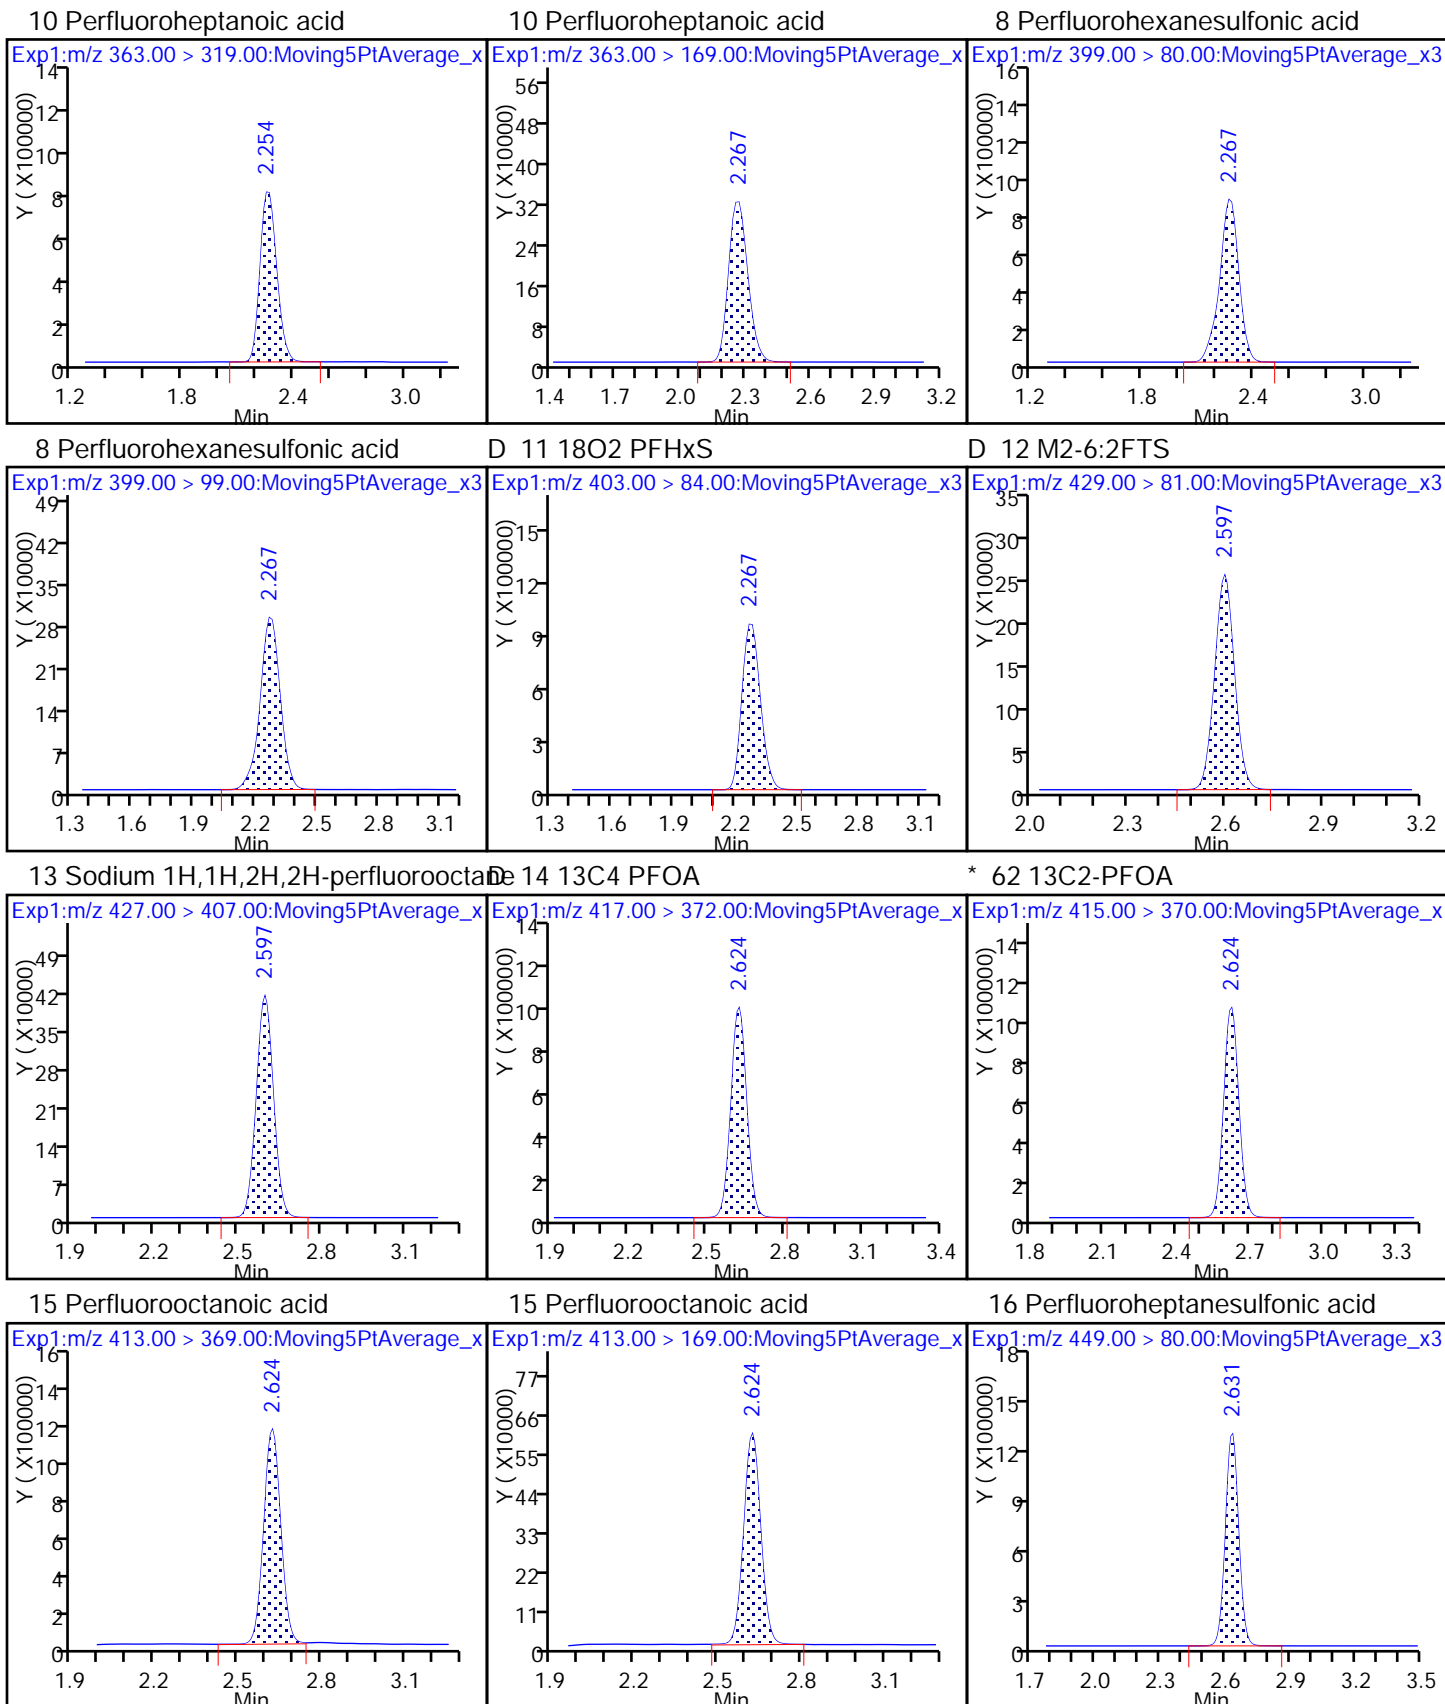 10 Perfluoroheptanoic acid
Exp1:m/z 363.00 > 319.00:Moving5PtAverage_x
Y ( X100000)
14
12
10
8
6
4
2
0
2.254
1.2 1.8 2.4 3.0
Min
10 Perfluoroheptanoic acid
Exp1:m/z 363.00 > 169.00:Moving5PtAverage_x
Y ( X10000)
56
48
40
32
24
16
8
0
2.267
1.4 1.7 2.0 2.3 2.6 2.9 3.2
Min
8 Perfluorohexanesulfonic acid
Exp1:m/z 399.00 > 80.00:Moving5PtAverage_x3
Y ( X100000)
16
14
12
10
8
6
4
2
0
2.267
1.2 1.8 2.4 3.0
Min
8 Perfluorohexanesulfonic acid
Exp1:m/z 399.00 > 99.00:Moving5PtAverage_x3
Y ( X10000)
49
42
35
28
21
14
7
0
2.267
1.3 1.6 1.9 2.2 2.5 2.8 3.1
Min
D 11 18O2 PFHxS
Exp1:m/z 403.00 > 84.00:Moving5PtAverage_x3
Y ( X100000)
15
12
9
6
3
0
2.267
1.3 1.6 1.9 2.2 2.5 2.8 3.1
Min
D 12 M2-6:2FTS
Exp1:m/z 429.00 > 81.00:Moving5PtAverage_x3
Y ( X10000)
35
30
25
20
15
10
5
0
2.597
2.0 2.3 2.6 2.9 3.2
Min
13 Sodium 1H,1H,2H,2H-perfluorooctane
Exp1:m/z 427.00 > 407.00:Moving5PtAverage_x
Y ( X10000)
49
42
35
28
21
14
7
0
2.597
1.9 2.2 2.5 2.8 3.1
Min
D 14 13C4 PFOA
Exp1:m/z 417.00 > 372.00:Moving5PtAverage_x
Y ( X100000)
14
12
10
8
6
4
2
0
2.624
1.9 2.2 2.5 2.8 3.1 3.4
Min
* 62 13C2-PFOA
Exp1:m/z 415.00 > 370.00:Moving5PtAverage_x
Y ( X100000)
14
12
10
8
6
4
2
0
2.624
1.8 2.1 2.4 2.7 3.0 3.3
Min
15 Perfluorooctanoic acid
Exp1:m/z 413.00 > 369.00:Moving5PtAverage_x
Y ( X100000)
16
14
12
10
8
6
4
2
0
2.624
1.9 2.2 2.5 2.8 3.1
Min
15 Perfluorooctanoic acid
Exp1:m/z 413.00 > 169.00:Moving5PtAverage_x
Y ( X10000)
77
66
55
44
33
22
11
0
2.624
1.9 2.2 2.5 2.8 3.1
Min
16 Perfluoroheptanesulfonic acid
Exp1:m/z 449.00 > 80.00:Moving5PtAverage_x3
Y ( X100000)
18
15
12
9
6
3
0
2.631
1.7 2.0 2.3 2.6 2.9 3.2 3.5
Min